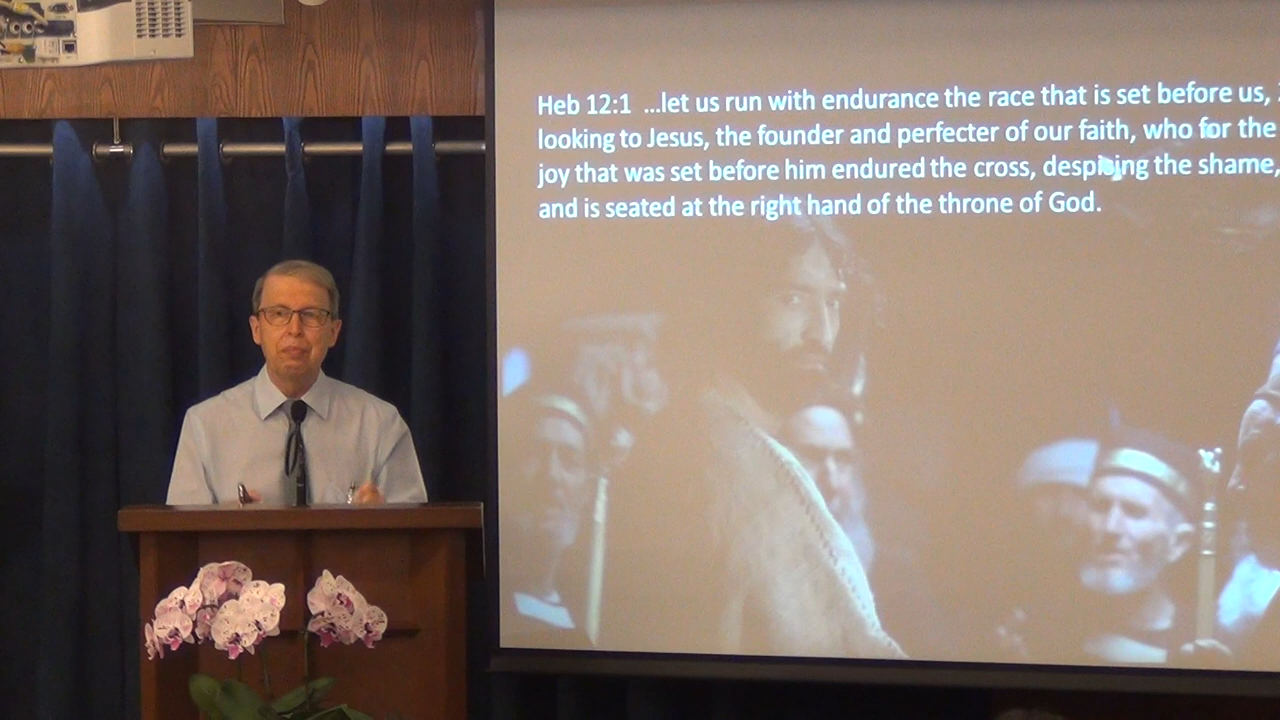 Heb 12:1 ...let us run with endurance the race that is set before us, 2
looking to Jesus, the founder and perfecter of our faith, who for the
joy that was set before him endured the cross, despising the shame,
and is seated at the right hand of the throne of God.